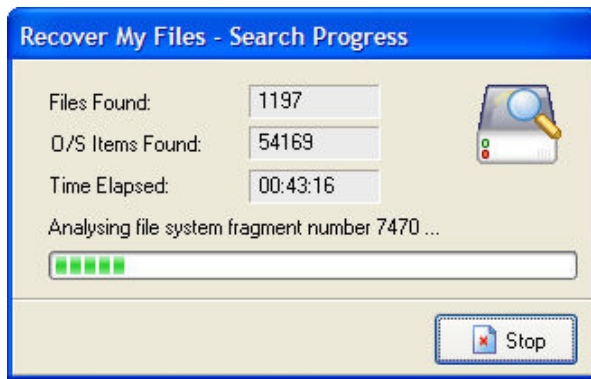 Recover My Files - Search Progress
Files Found: 1197
O/S Items Found: 54169
Time Elapsed: 00:43:16
Analysing file system fragment number 7470 ...
Stop